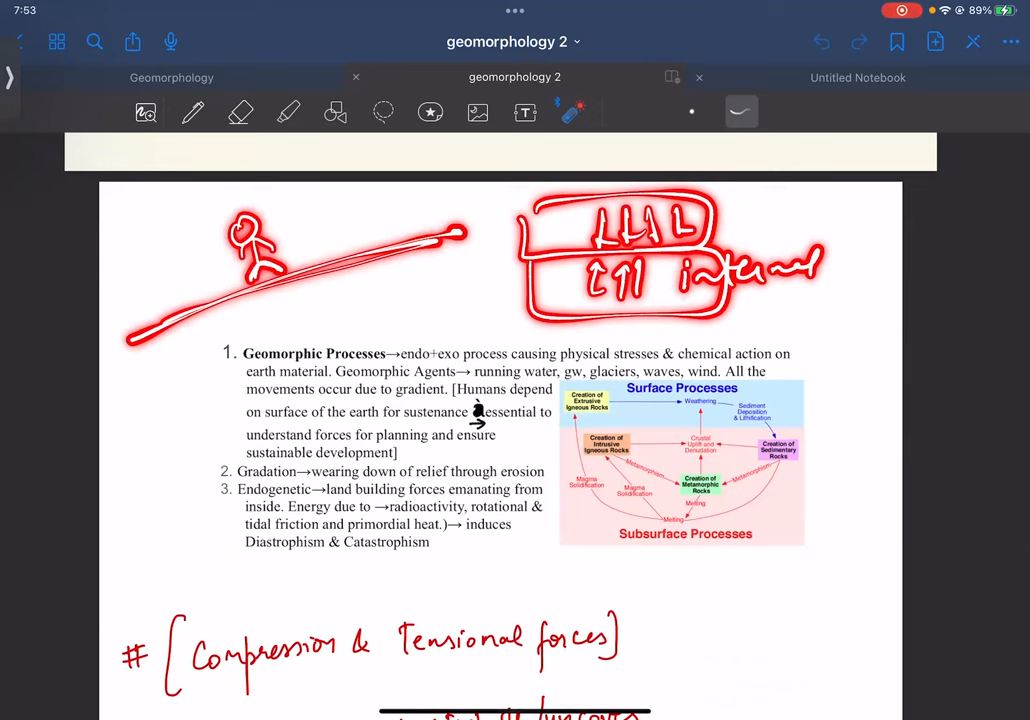 7:53
89%
geomorphology 2
Geomorphology
geomorphology 2
Untitled Notebook
internal
1. Geomorphic Processes→endo+exo process causing physical stresses & chemical action on
earth material. Geomorphic Agents→ running water, gw, glaciers, waves, wind. All the
movements occur due to gradient. [Humans depend
on surface of the earth for sustenance essential to
understand forces for planning and ensure
sustainable development]
2. Gradation→wearing down of relief through erosion
3. Endogenetic→land building forces emanating from
inside. Energy due to →radioactivity, rotational &
tidal friction and primordial heat.)→ induces
Diastrophism & Catastrophism
Surface Processes
Creation of
Extrusive
Igneous Rocks
Weathering
Sediment
Deposition
& Lithification
Creation of
Intrusive
Igneous Rocks
Crustal
Uplift and
Denudation
Creation of
Sedimentary
Rocks
Metamorphism
Metamorphism
Magma
Solidification
Magma
Solidification
Creation of
Metamorphic
Rocks
Melting
Melting
Subsurface Processes
# [Compression & Tensional forces]